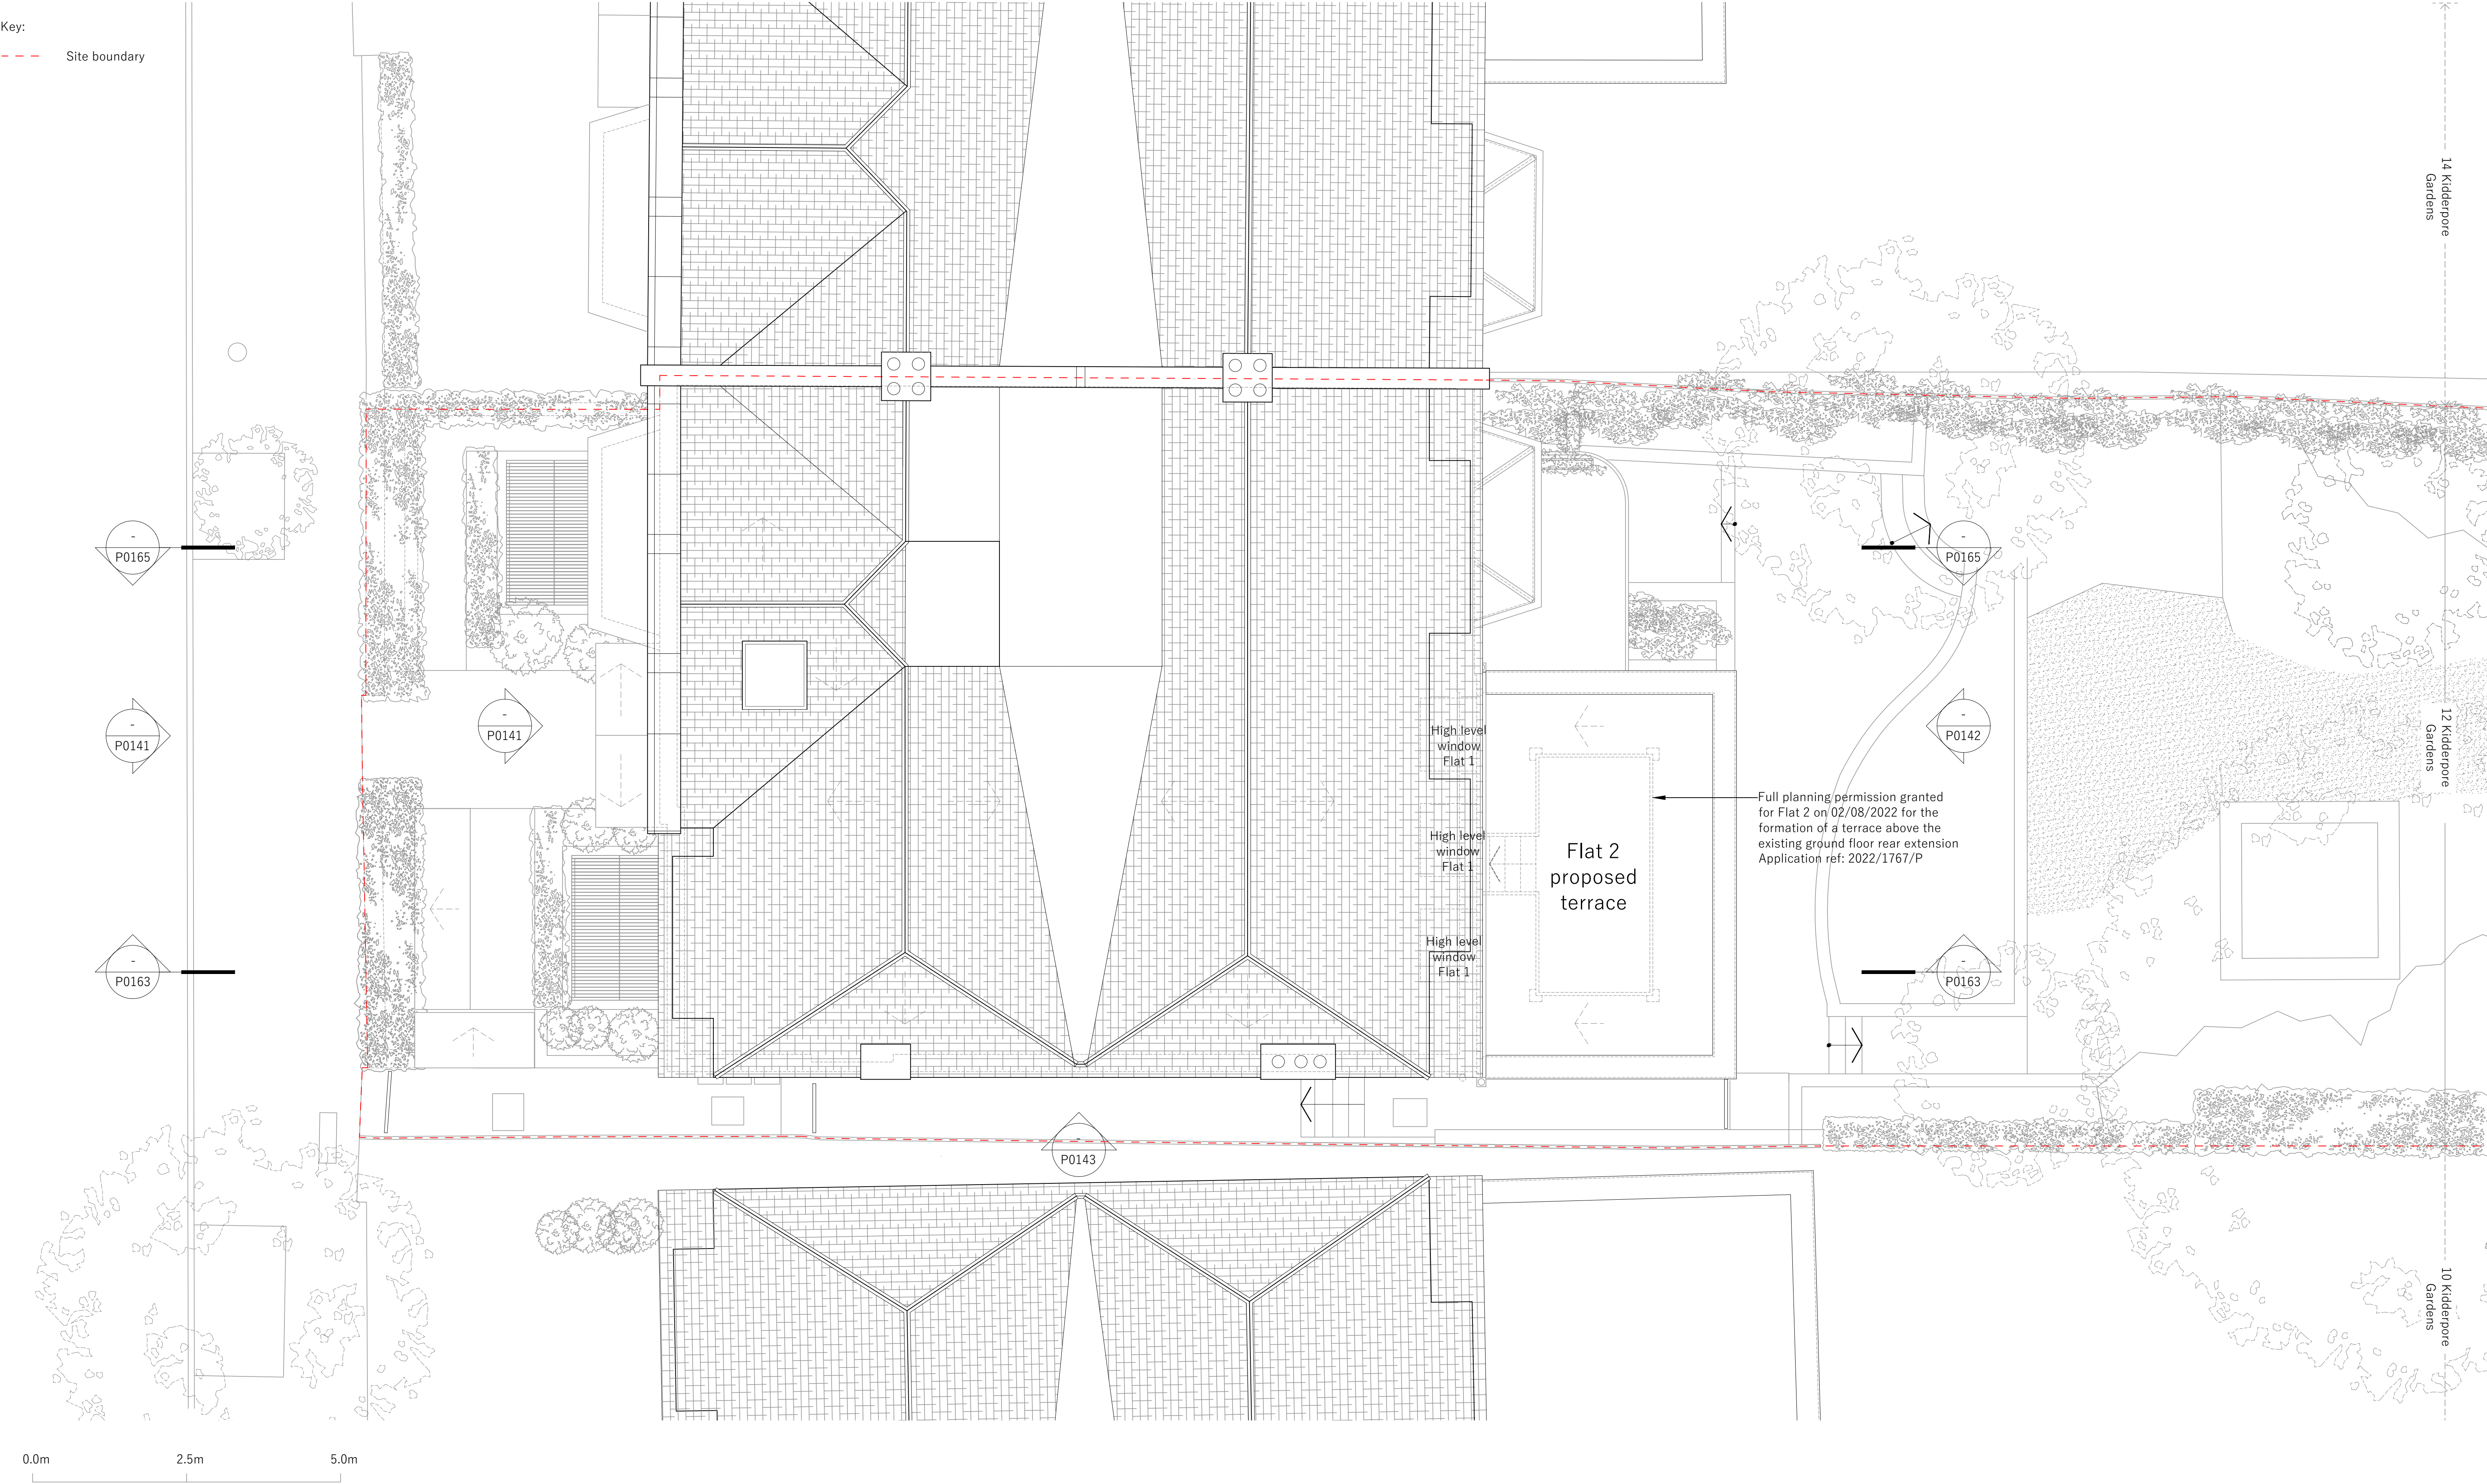 Key:
Site boundary
14 Kidderpore
Gardens
-
P0165
-
P0165
-
P0141
-
P0141
High level
window
Flat 1
-
P0142
12 Kidderpore
Gardens
Full planning permission granted
for Flat 2 on 02/08/2022 for the
formation of a terrace above the
existing ground floor rear extension
Application ref: 2022/1767/P
High level
window
Flat 1
Flat 2
proposed
terrace
High level
window
Flat 1
-
P0163
-
P0163
-
P0143
10 Kidderpore
Gardens
0.0m
2.5m
5.0m